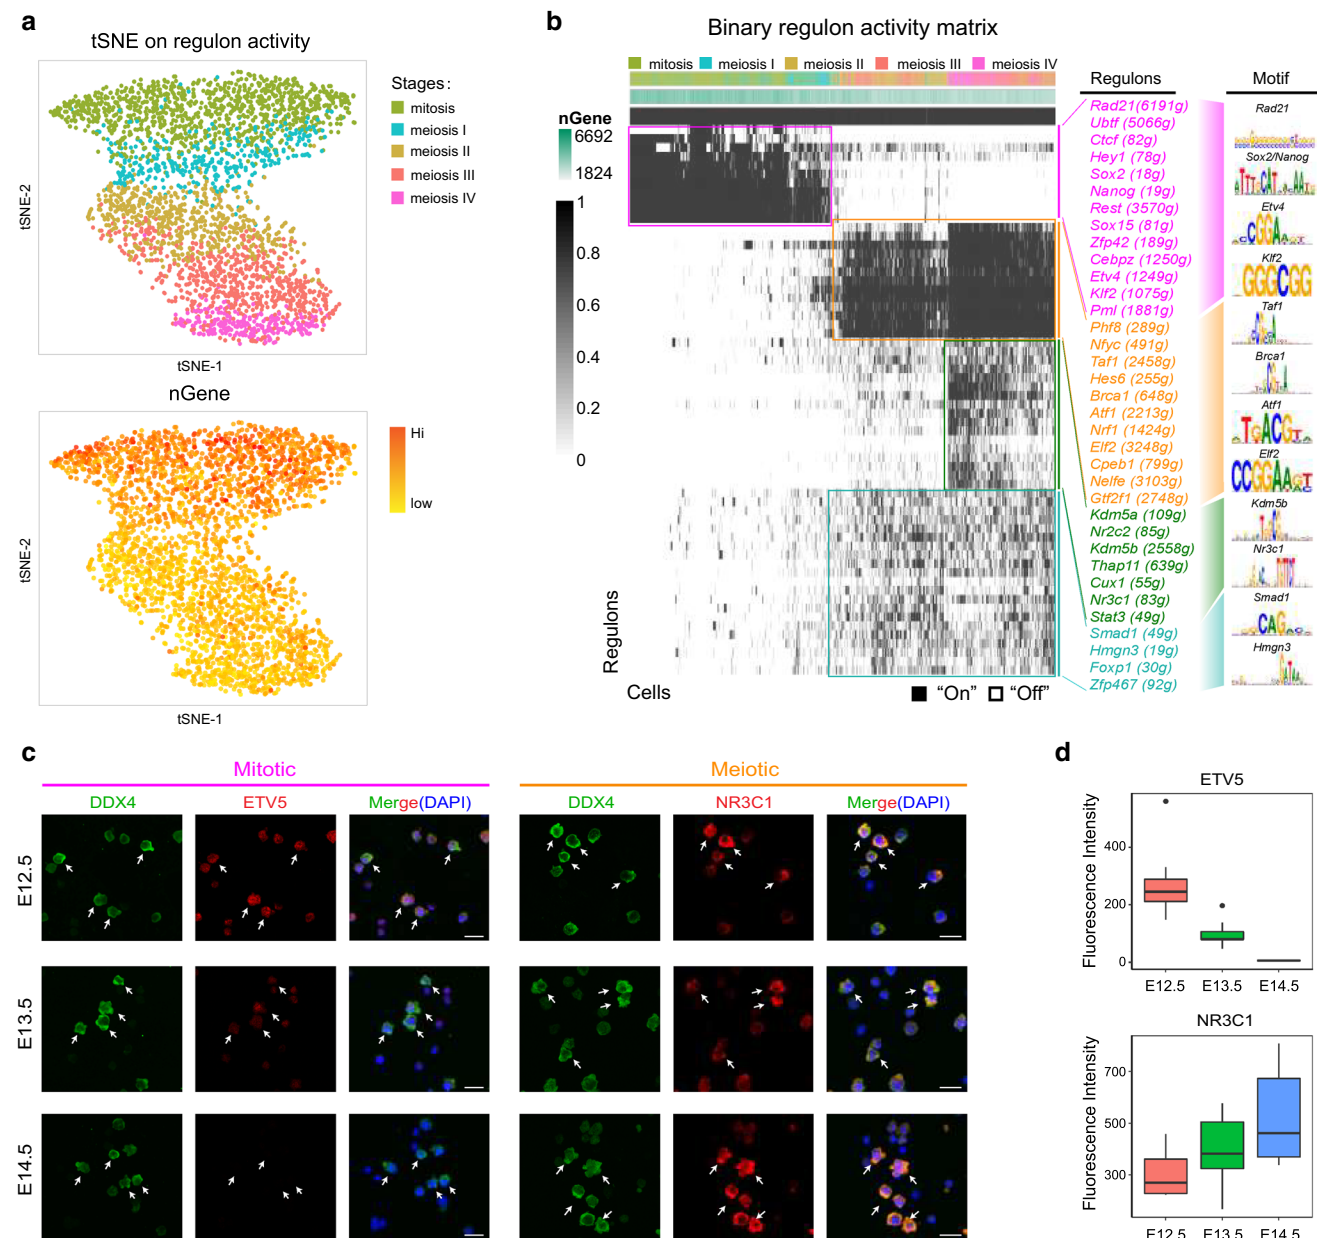 a
tSNE on regulon activity
tSNE-2
tSNE-1
Stages:
mitosis
meiosis I
meiosis II
meiosis III
meiosis IV
nGene
tSNE-2
tSNE-1
Hi
low
b
Binary regulon activity matrix
mitosis meiosis I meiosis II meiosis III meiosis IV
nGene
6692
1824
1
0.8
0.6
0.4
0.2
0
Regulons
Cells
"On" "Off"
Regulons
Rad21(6191g)
Ubtf (5066g)
Ctcf (82g)
Hey1 (78g)
Sox2 (18g)
Nanog (19g)
Rest (3570g)
Sox15 (81g)
Zfp42 (189g)
Cebpz (1250g)
Etv4 (1249g)
Klf2 (1075g)
Pml (1881g)
Phf8 (289g)
Nfyc (491g)
Taf1 (2458g)
Hes6 (255g)
Brca1 (648g)
Atf1 (2213g)
Nrf1 (1424g)
Elf2 (3248g)
Cpeb1 (799g)
Nelfe (3103g)
Gtf2f1 (2748g)
Kdm5a (109g)
Nr2c2 (85g)
Kdm5b (2558g)
Thap11 (639g)
Cux1 (55g)
Nr3c1 (83g)
Stat3 (49g)
Smad1 (49g)
Hmgn3 (19g)
Foxp1 (30g)
Zfp467 (92g)
Motif
Rad21
Sox2/Nanog
Etv4
Klf2
GGGCGG
Taf1
Brca1
Atf1
Elf2
Kdm5b
Nr3c1
Smad1
Hmgn3
c
Mitotic
Meiotic
DDX4 ETV5 Merge(DAPI) DDX4 NR3C1 Merge(DAPI)
E12.5
E13.5
E14.5
d
ETV5
Fluorescence Intensity
400
200
0
E12.5 E13.5 E14.5
NR3C1
Fluorescence Intensity
700
500
300
E12.5 E13.5 E14.5